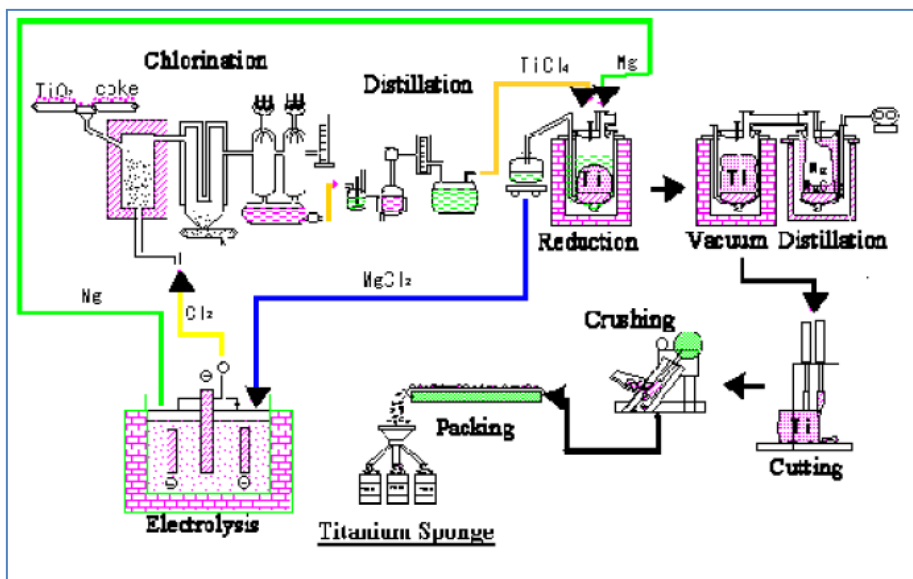 Chlorination
TiO₂ coke
Distillation
TiCl₄
Mg
Ti
Reduction
Ti
Mg
Vacuum Distillation
Mg
Cl₂
MgCl₂
Crushing
Packing
Ti
Cutting
Electrolysis
Titanium Sponge